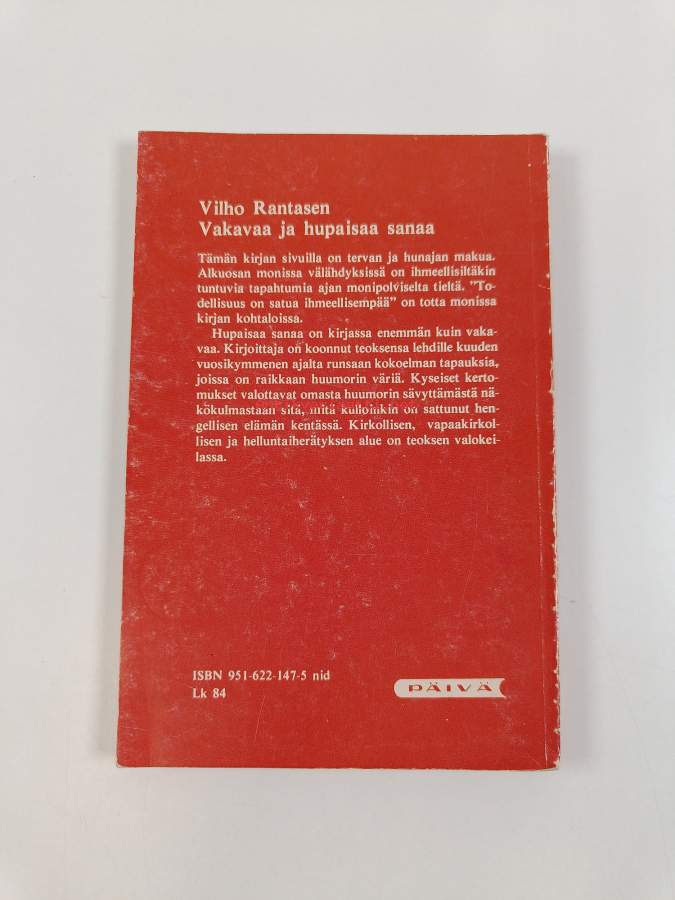 Vilho Rantasen
Vakavaa ja hupaisaa sanaa
Tämän kirjan sivuilla on tervan ja hunajan makua.
Alkuosan monissa välähdyksissä on ihmeellisiltäkin
tuntuvia tapahtumia ajan monipolviselta tieltä. ”To-
dellisuus on satua ihmeellisempää” on totta monissa
kirjan kohtaloissa.
Hupaisaa sanaa on kirjassa enemmän kuin vaka-
vaa. Kirjoittaja on koonnut teoksensa lehdille kuuden
vuosikymmenen ajalta runsaan kokoelman tapauksia,
joissa on raikkaan huumorin väriä. Kyseiset kerto-
mukset valottavat omasta huumorin sävyttämästä nä-
kökulmastaan sitä, mitä kulloinkin on sattunut hen-
gellisen elämän kentässä. Kirkollisen, vapaakirkol-
lisen ja helluntaiherätyksen alue on teoksen valokei-
lassa.
ISBN 951-622-147-5 nid
Lk 84
PÄIVÄ